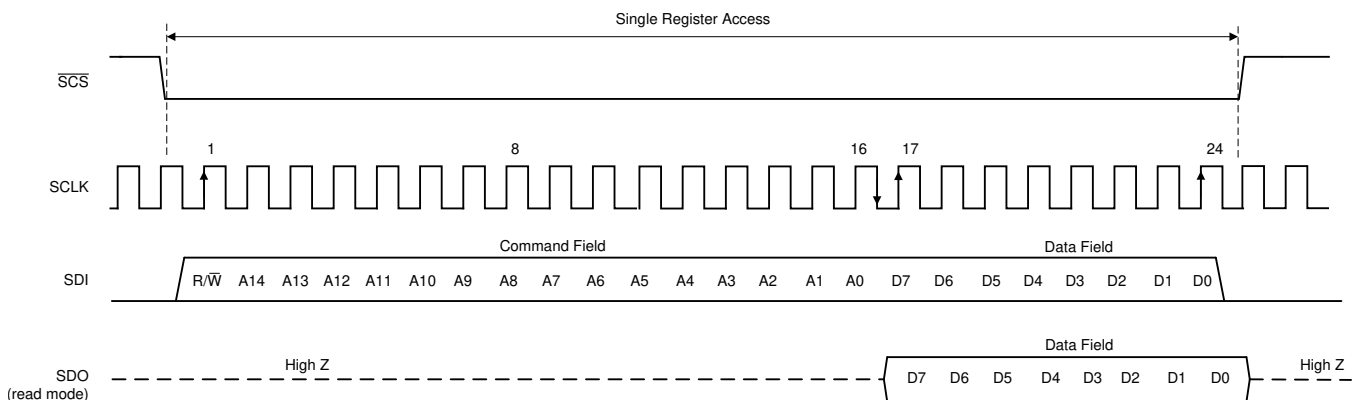 Single Register Access
SCS
1 8 16 17 24
SCLK
Command Field Data Field
SDI R/W A14 A13 A12 A11 A10 A9 A8 A7 A6 A5 A4 A3 A2 A1 A0 D7 D6 D5 D4 D3 D2 D1 D0
Data Field
High Z High Z
SDO D7 D6 D5 D4 D3 D2 D1 D0
(read mode)